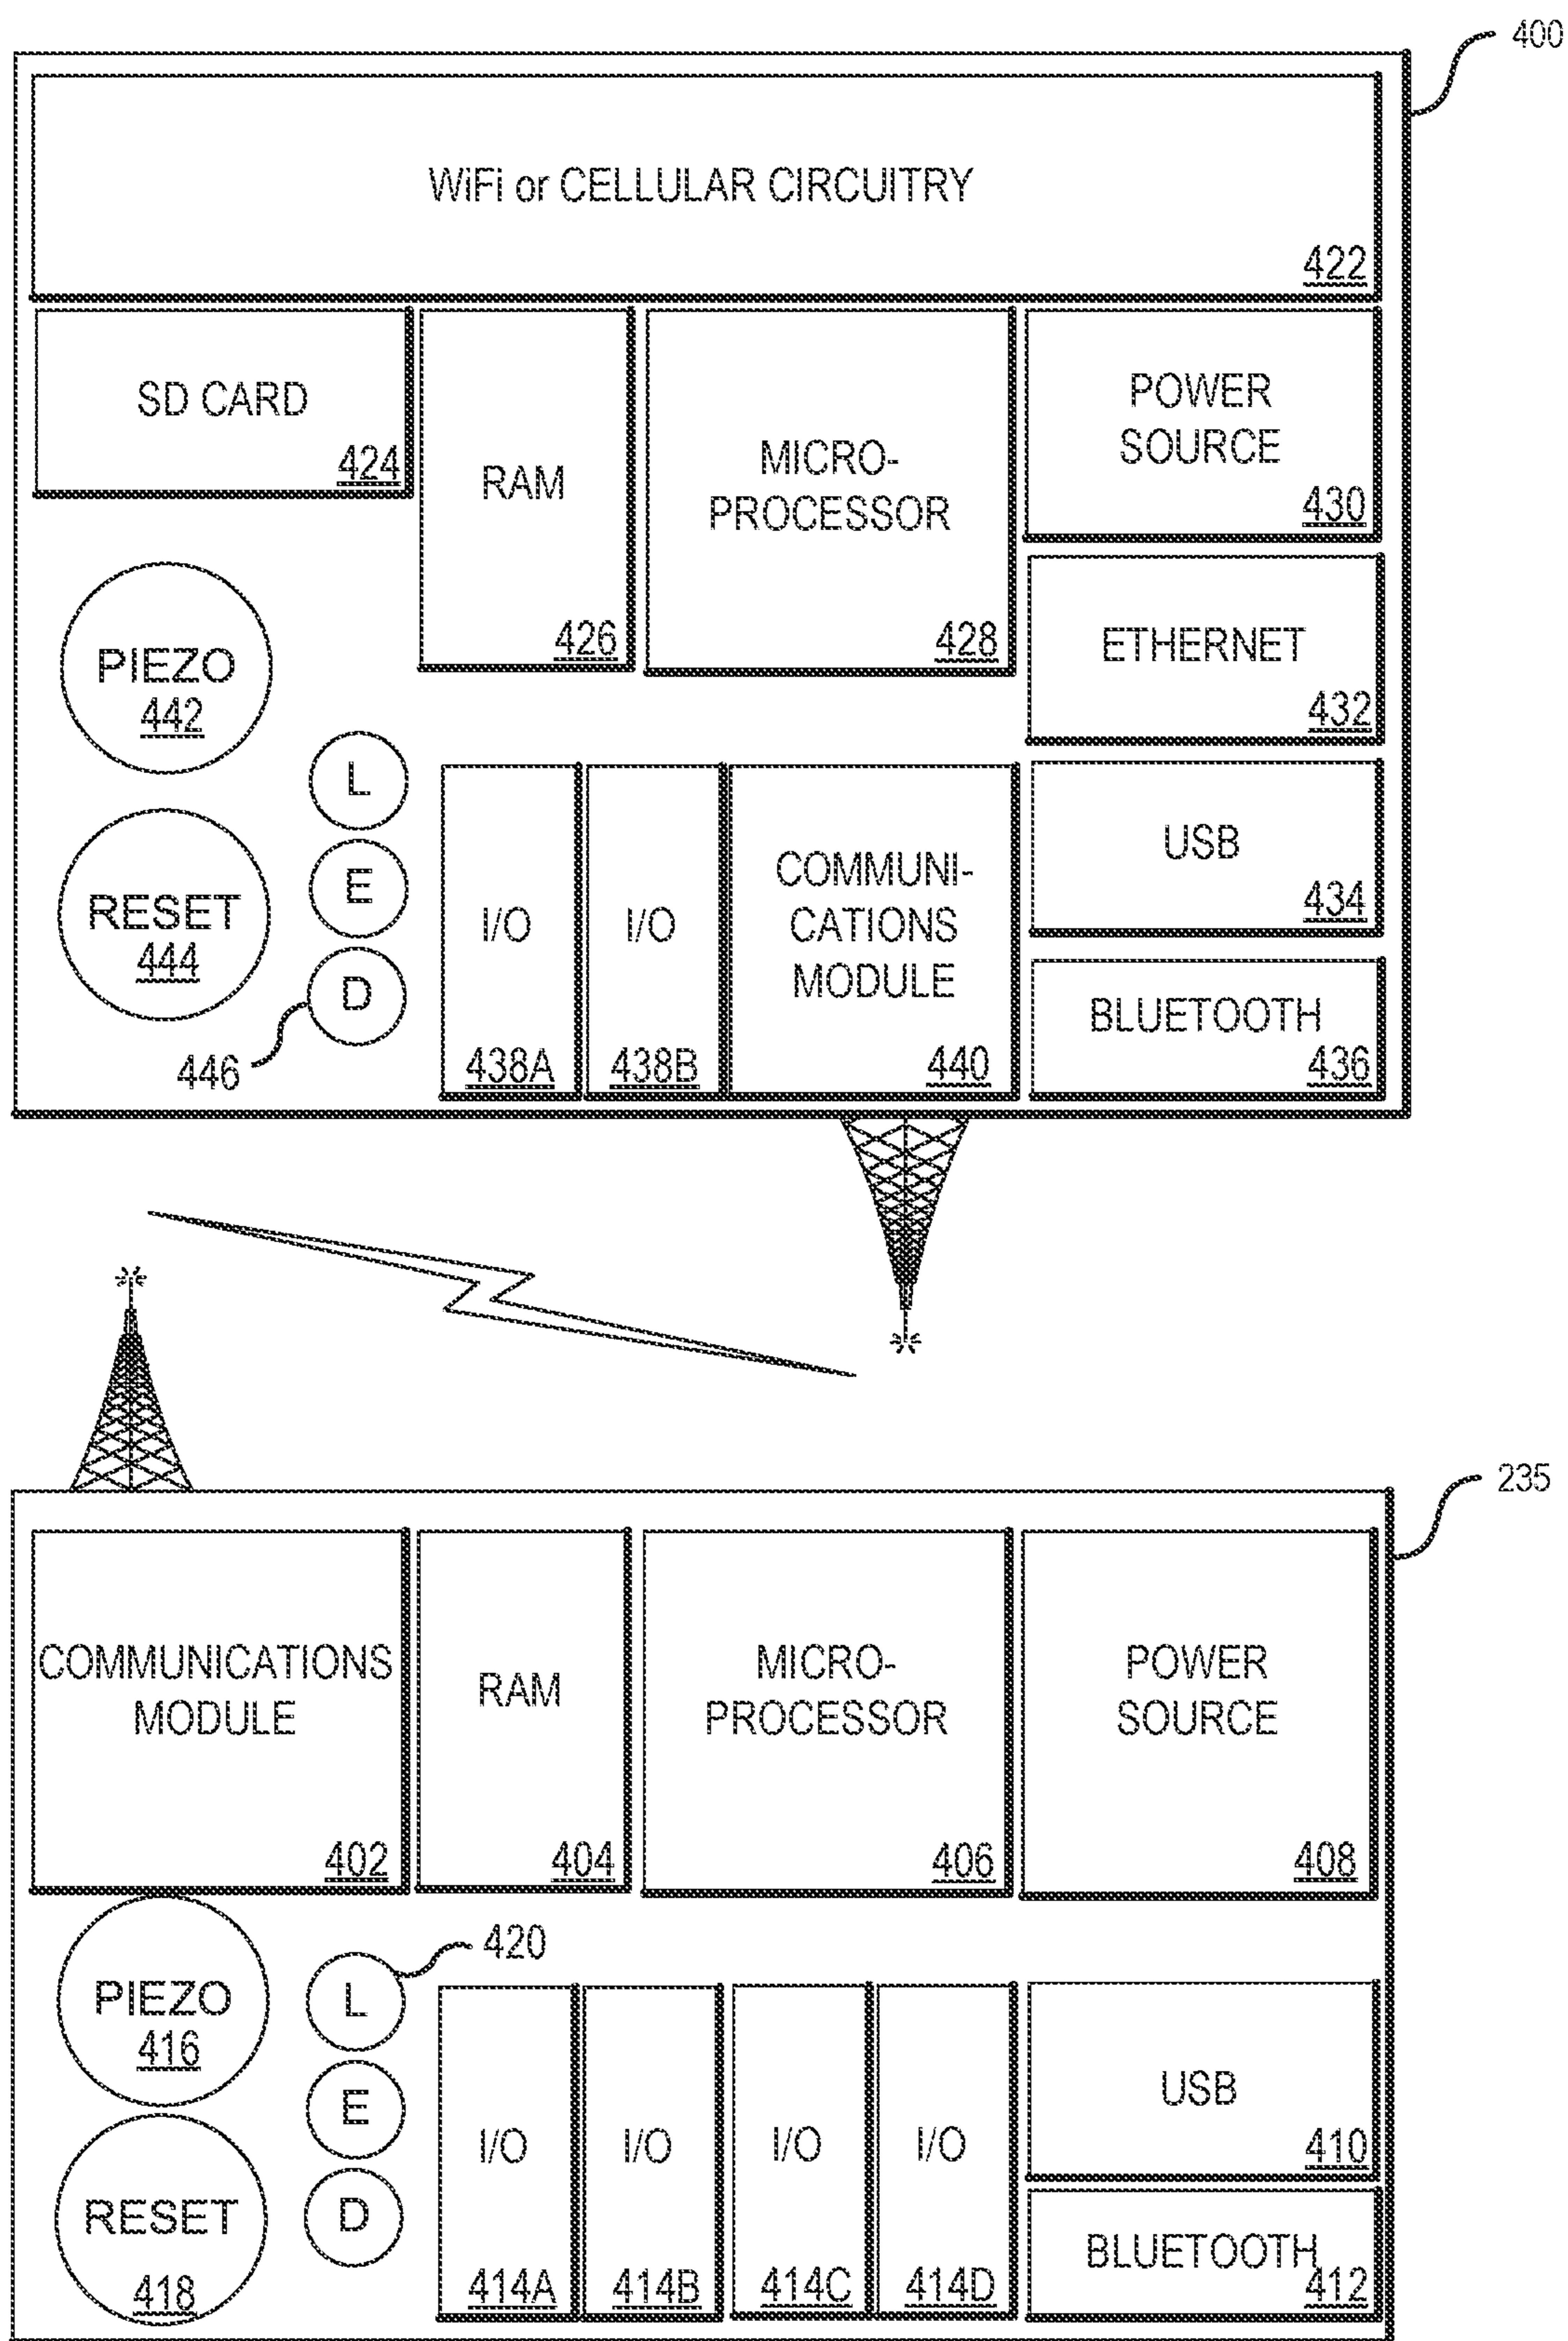 400
WiFi or CELLULAR CIRCUITRY
422
SD CARD
424
RAM
426
MICRO-
PROCESSOR
428
POWER
SOURCE
430
ETHERNET
432
PIEZO
442
RESET
444
L
E
D
446
I/O
438A
I/O
438B
COMMUNI-
CATIONS
MODULE
440
USB
434
BLUETOOTH
436
235
COMMUNICATIONS
MODULE
402
RAM
404
MICRO-
PROCESSOR
406
POWER
SOURCE
408
PIEZO
416
RESET
418
420
L
E
D
I/O
414A
I/O
414B
I/O
414C
I/O
414D
USB
410
BLUETOOTH
412